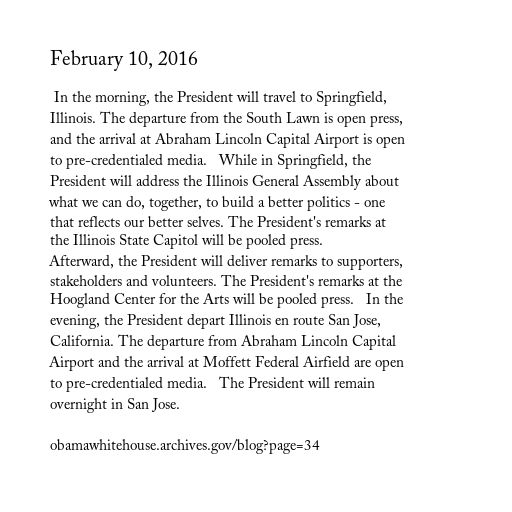 February 10, 2016
In the morning, the President will travel to Springfield,
Illinois. The departure from the South Lawn is open press,
and the arrival at Abraham Lincoln Capital Airport is open
to pre-credentialed media.   While in Springfield, the
President will address the Illinois General Assembly about
what we can do, together, to build a better politics - one
that reflects our better selves. The President's remarks at
the Illinois State Capitol will be pooled press.
Afterward, the President will deliver remarks to supporters,
stakeholders and volunteers. The President's remarks at the
Hoogland Center for the Arts will be pooled press.   In the
evening, the President depart Illinois en route San Jose,
California. The departure from Abraham Lincoln Capital
Airport and the arrival at Moffett Federal Airfield are open
to pre-credentialed media.   The President will remain
overnight in San Jose.
obamawhitehouse.archives.gov/blog?page=34